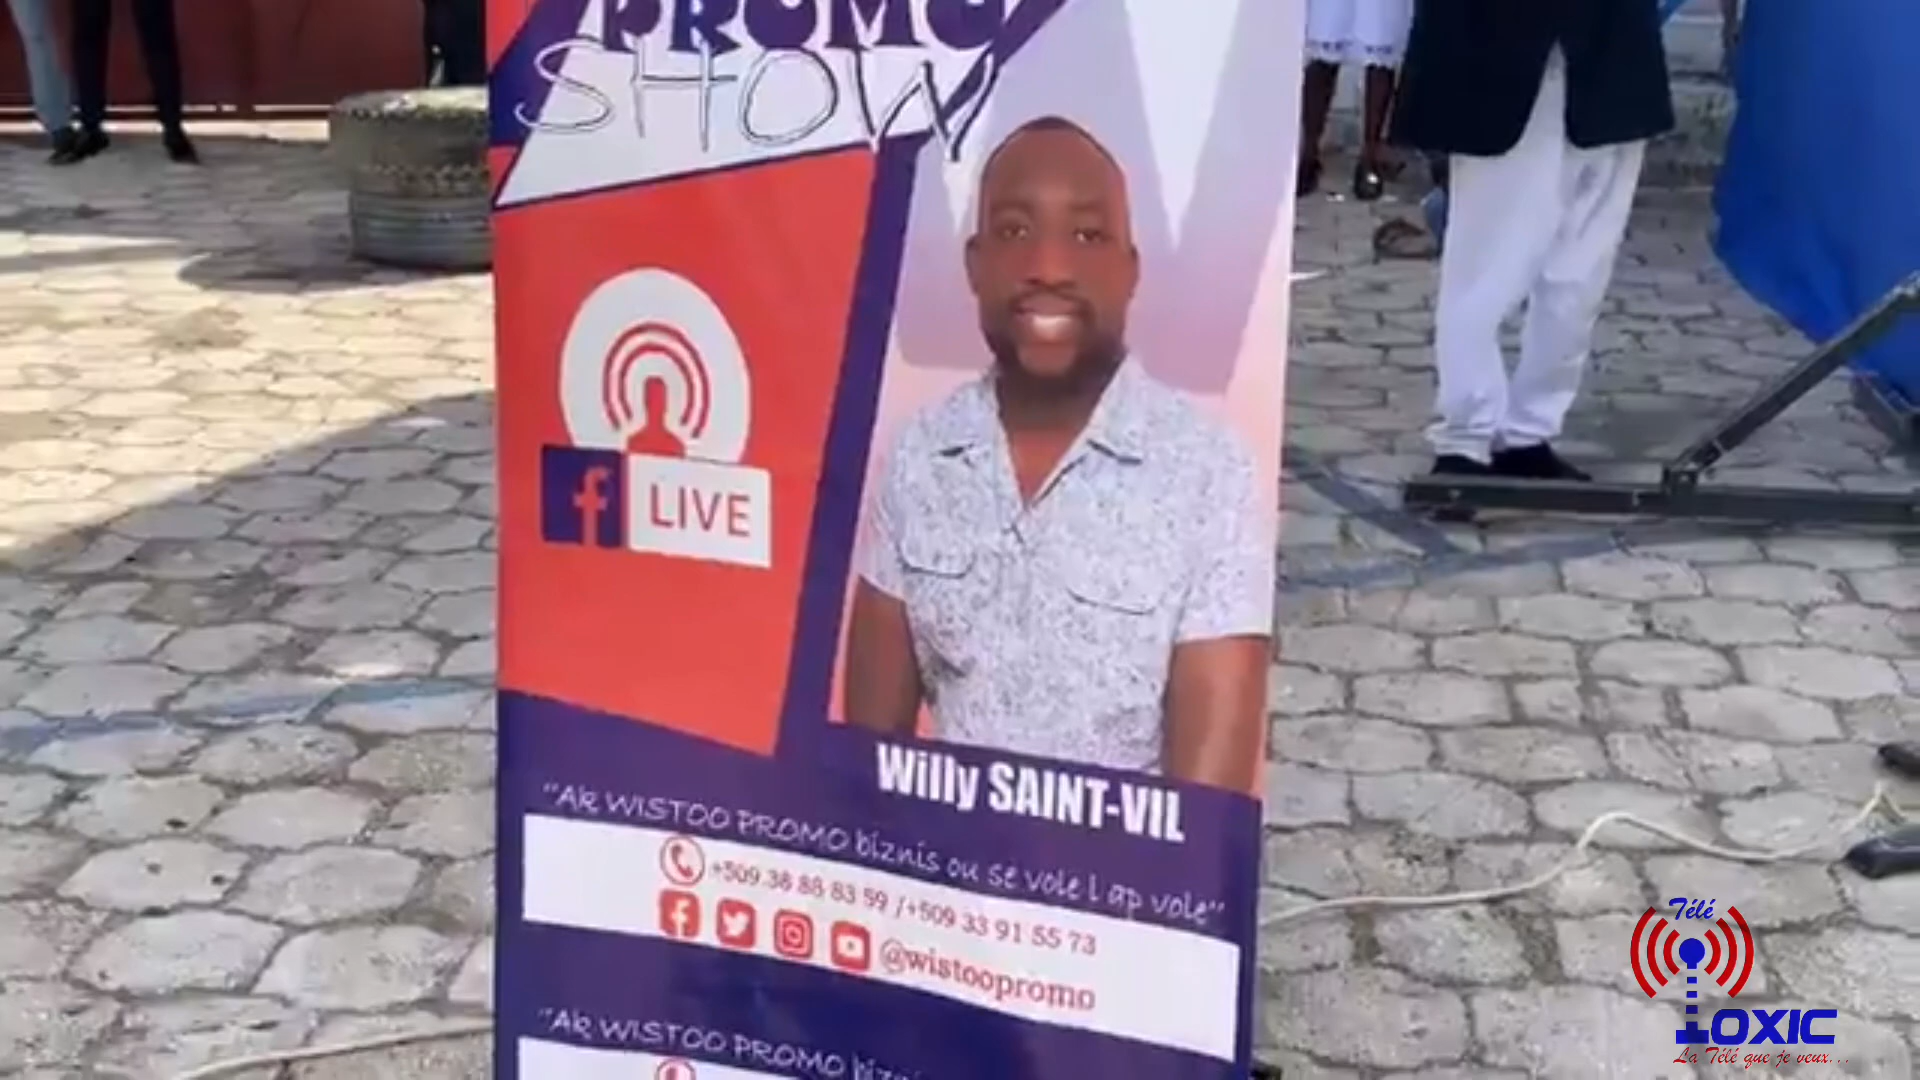 PROMO
SHOW
f LIVE
Willy SAINT-VIL
"Ak WISTOO PROMO biznis ou se vole l ap vole"
+509 38 88 83 59 /+509 33 91 55 73
@wistoopromo
"Ak WISTOO PROMO
Télé
TOXIC
La Télé que je veux...